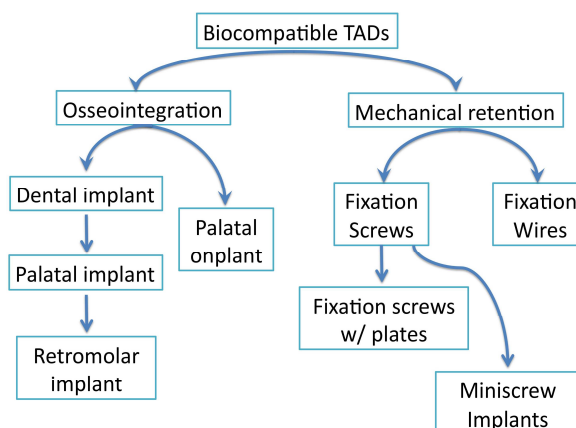 Biocompatible TADs
Osseointegration
Mechanical retention
Dental implant
Palatal
onplant
Fixation
Screws
Fixation
Wires
Palatal implant
Fixation screws
w/ plates
Retromolar
implant
Miniscrew
Implants